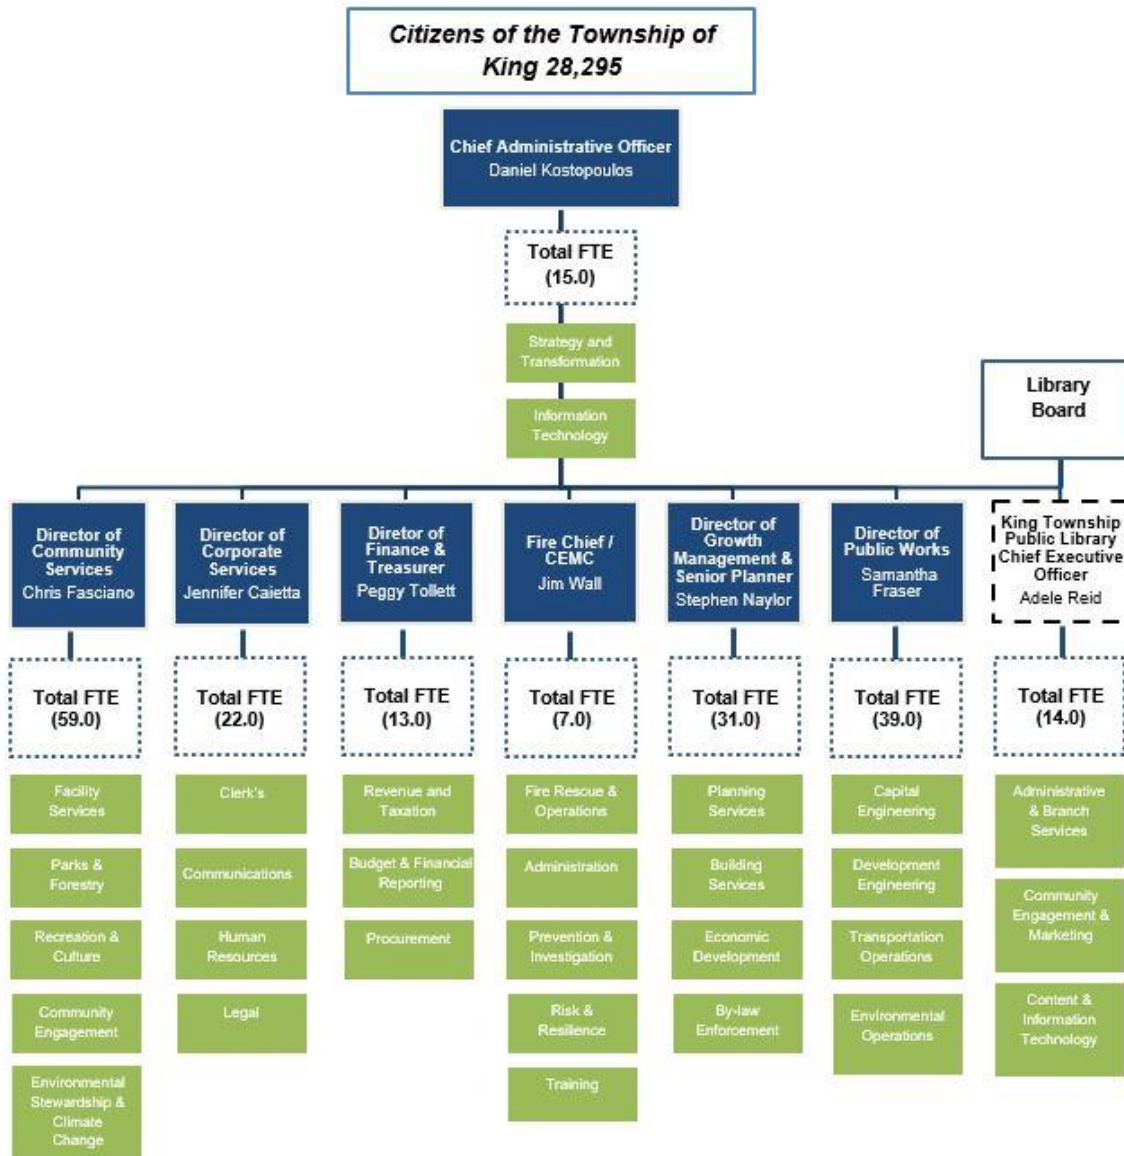 Citizens of the Township of
King 28,295
Chief Administrative Officer
Daniel Kostopoulos
Total FTE
(15.0)
Strategy and
Transformation
Information
Technology
Library
Board
Director of
Community
Services
Chris Fasciano
Director of
Corporate
Services
Jennifer Caietta
Diretor of
Finance &
Treasurer
Peggy Tollett
Fire Chief /
CEMC
Jim Wall
Director of
Growth
Management &
Senior Planner
Stephen Naylor
Director of
Public Works
Samantha
Fraser
King Township
Public Library
Chief Executive
Officer
Adele Reid
Total FTE
(59.0)
Total FTE
(22.0)
Total FTE
(13.0)
Total FTE
(7.0)
Total FTE
(31.0)
Total FTE
(39.0)
Total FTE
(14.0)
Facility
Services
Parks &
Forestry
Recreation &
Culture
Community
Engagement
Environmental
Stewardship &
Climate
Change
Clerk's
Communications
Human
Resources
Legal
Revenue and
Taxation
Budget & Financial
Reporting
Procurement
Fire Rescue &
Operations
Administration
Prevention &
Investigation
Risk &
Resilience
Training
Planning
Services
Building
Services
Economic
Development
By-law
Enforcement
Capital
Engineering
Development
Engineering
Transportation
Operations
Environmental
Operations
Administrative
& Branch
Services
Community
Engagement &
Marketing
Content &
Information
Technology